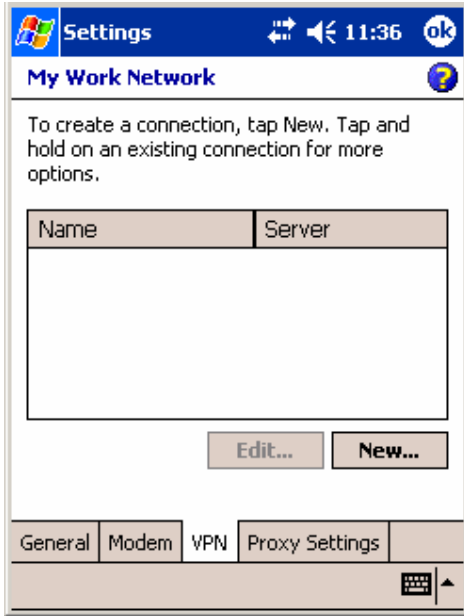 Settings 11:36 ok
My Work Network ?
To create a connection, tap New. Tap and
hold on an existing connection for more
options.
Name Server
Edit... New...
General Modem VPN Proxy Settings